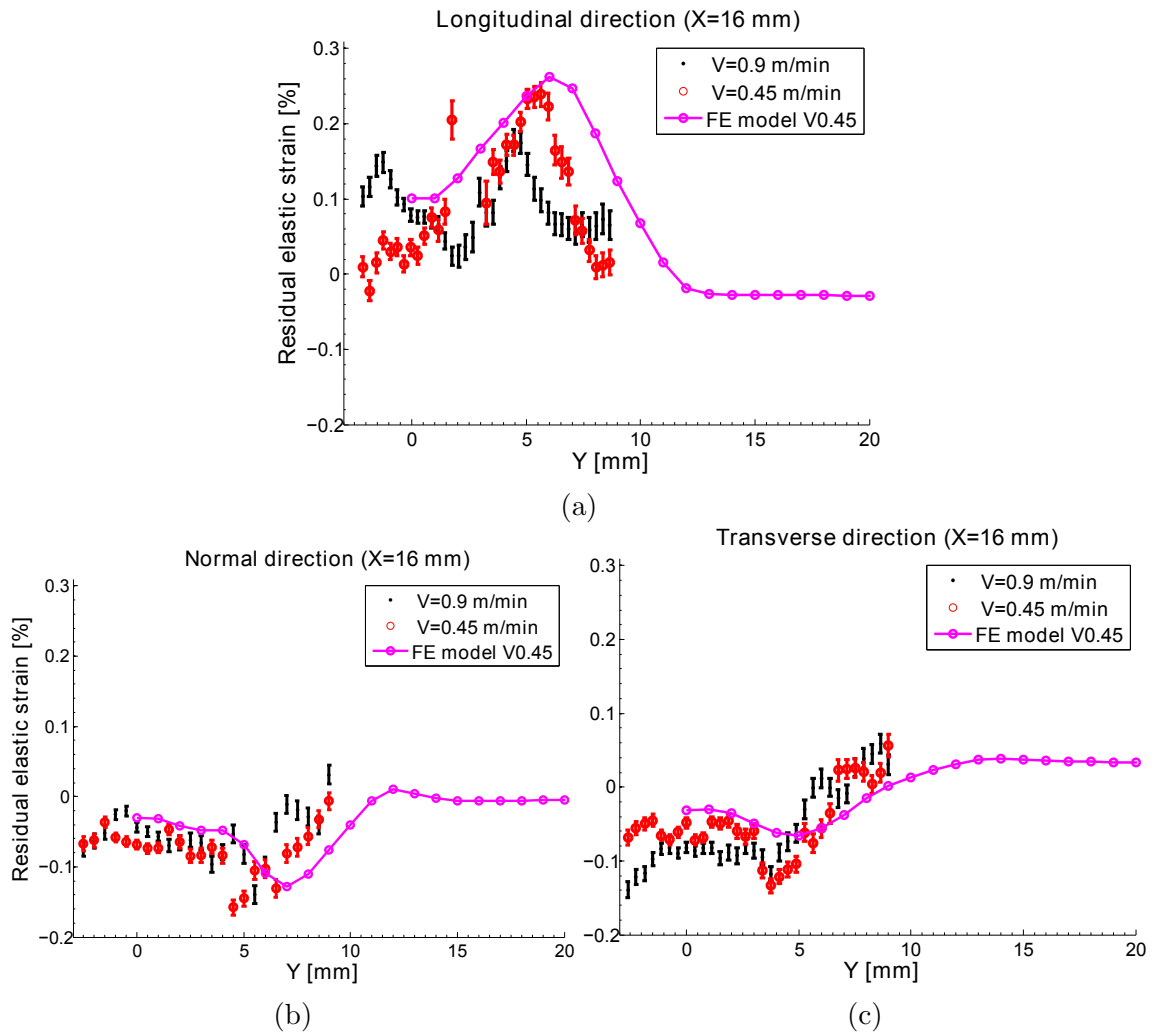 Longitudinal direction (X=16 mm)
Residual elastic strain [%]
0.3
0.2
0.1
0
−0.1
−0.2
V=0.9 m/min
V=0.45 m/min
FE model V0.45
0 5 10 15 20
Y [mm]
(a)
Normal direction (X=16 mm)
Residual elastic strain [%]
0.3
0.2
0.1
0
−0.1
−0.2
V=0.9 m/min
V=0.45 m/min
FE model V0.45
0 5 10 15 20
Y [mm]
(b)
Transverse direction (X=16 mm)
0.3
0.2
0.1
0
−0.1
−0.2
V=0.9 m/min
V=0.45 m/min
FE model V0.45
0 5 10 15 20
Y [mm]
(c)